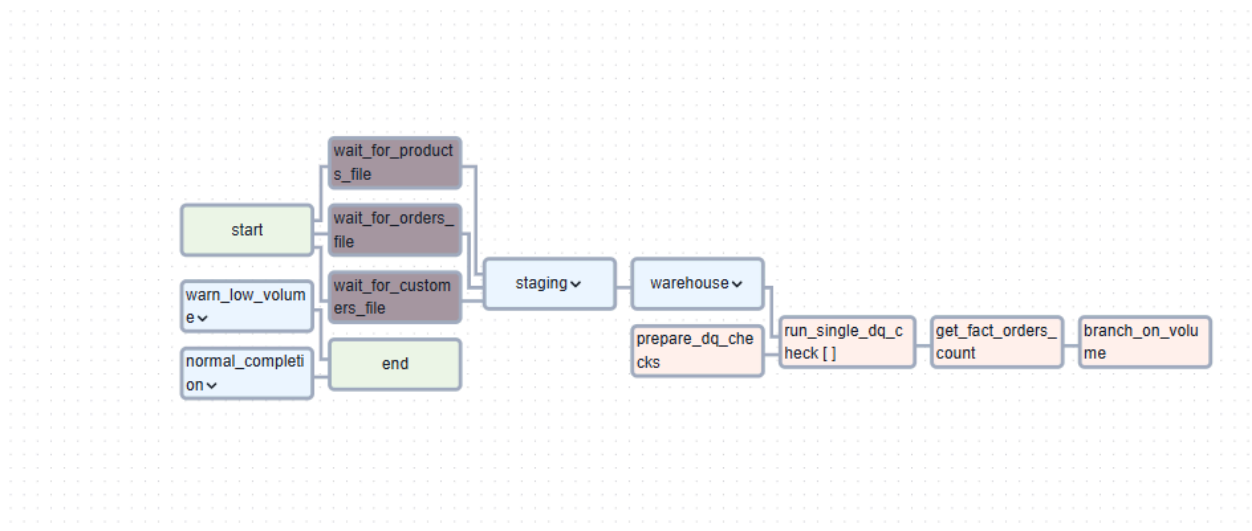 wait_for_product
s_file
start
wait_for_orders_
file
warn_low_volum
e
wait_for_custom
ers_file
staging
warehouse
normal_completi
on
end
prepare_dq_che
cks
run_single_dq_c
heck [ ]
get_fact_orders_
count
branch_on_volu
me